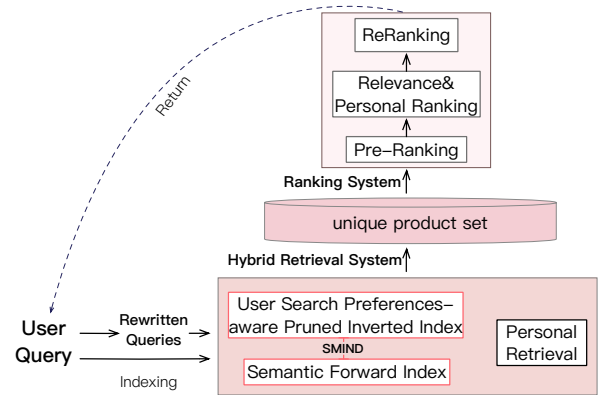 ReRanking
Relevance&
Personal Ranking
Pre-Ranking
Return
Ranking System
unique product set
Hybrid Retrieval System
User Search Preferences-
aware Pruned Inverted Index
SMIND
Semantic Forward Index
Personal
Retrieval
User
Query
Rewritten
Queries
Indexing